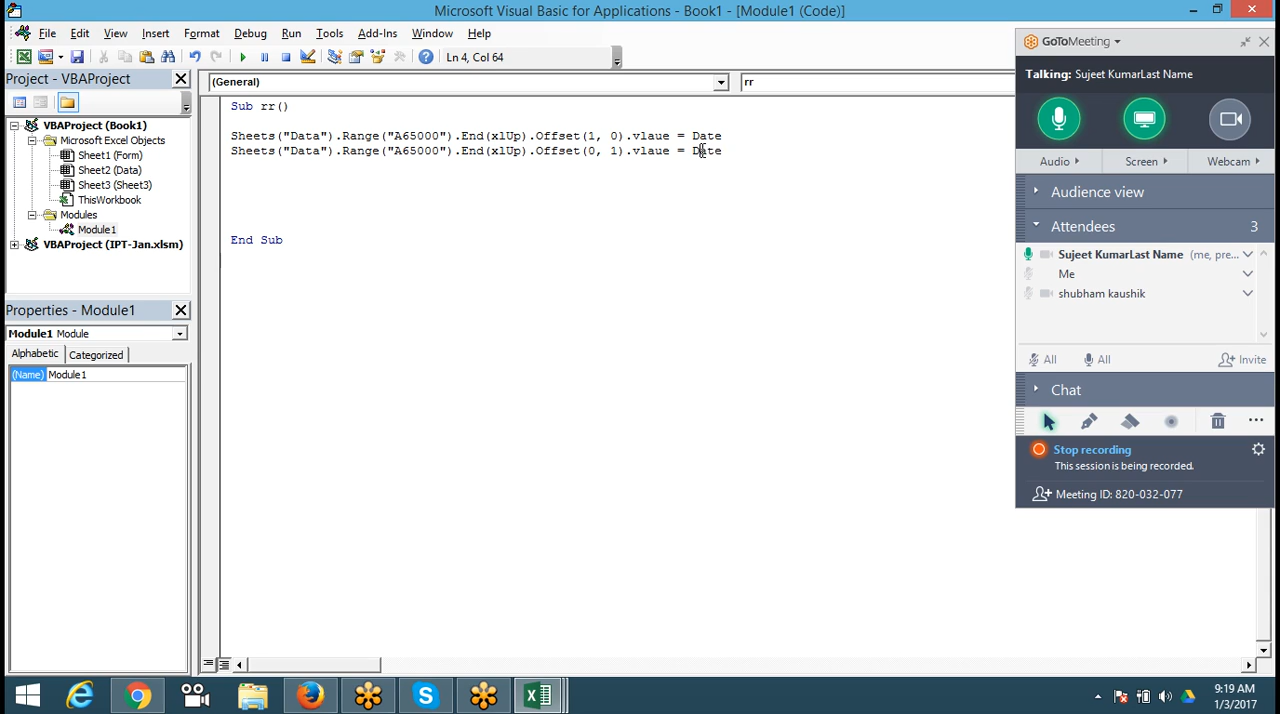 Microsoft Visual Basic for Applications - Book1 - [Module1 (Code)]
File Edit View Insert Format Debug Run Tools Add-Ins Window Help
Ln 4, Col 64
Project - VBAProject
(General)
rr
VBAProject (Book1)
Microsoft Excel Objects
Sheet1 (Form)
Sheet2 (Data)
Sheet3 (Sheet3)
ThisWorkbook
Modules
Module1
VBAProject (IPT-Jan.xlsm)
Properties - Module1
Module1 Module
Alphabetic Categorized
(Name) Module1
Sub rr()
Sheets("Data").Range("A65000").End(xlUp).Offset(1, 0).vlaue = Date
Sheets("Data").Range("A65000").End(xlUp).Offset(0, 1).vlaue = Date
End Sub
GoToMeeting
Talking: Sujeet KumarLast Name
Audio Screen Webcam
Audience view
Attendees 3
Sujeet KumarLast Name (me, pre...
Me
shubham kaushik
All All Invite
Chat
Stop recording
This session is being recorded.
Meeting ID: 820-032-077
9:19 AM
1/3/2017